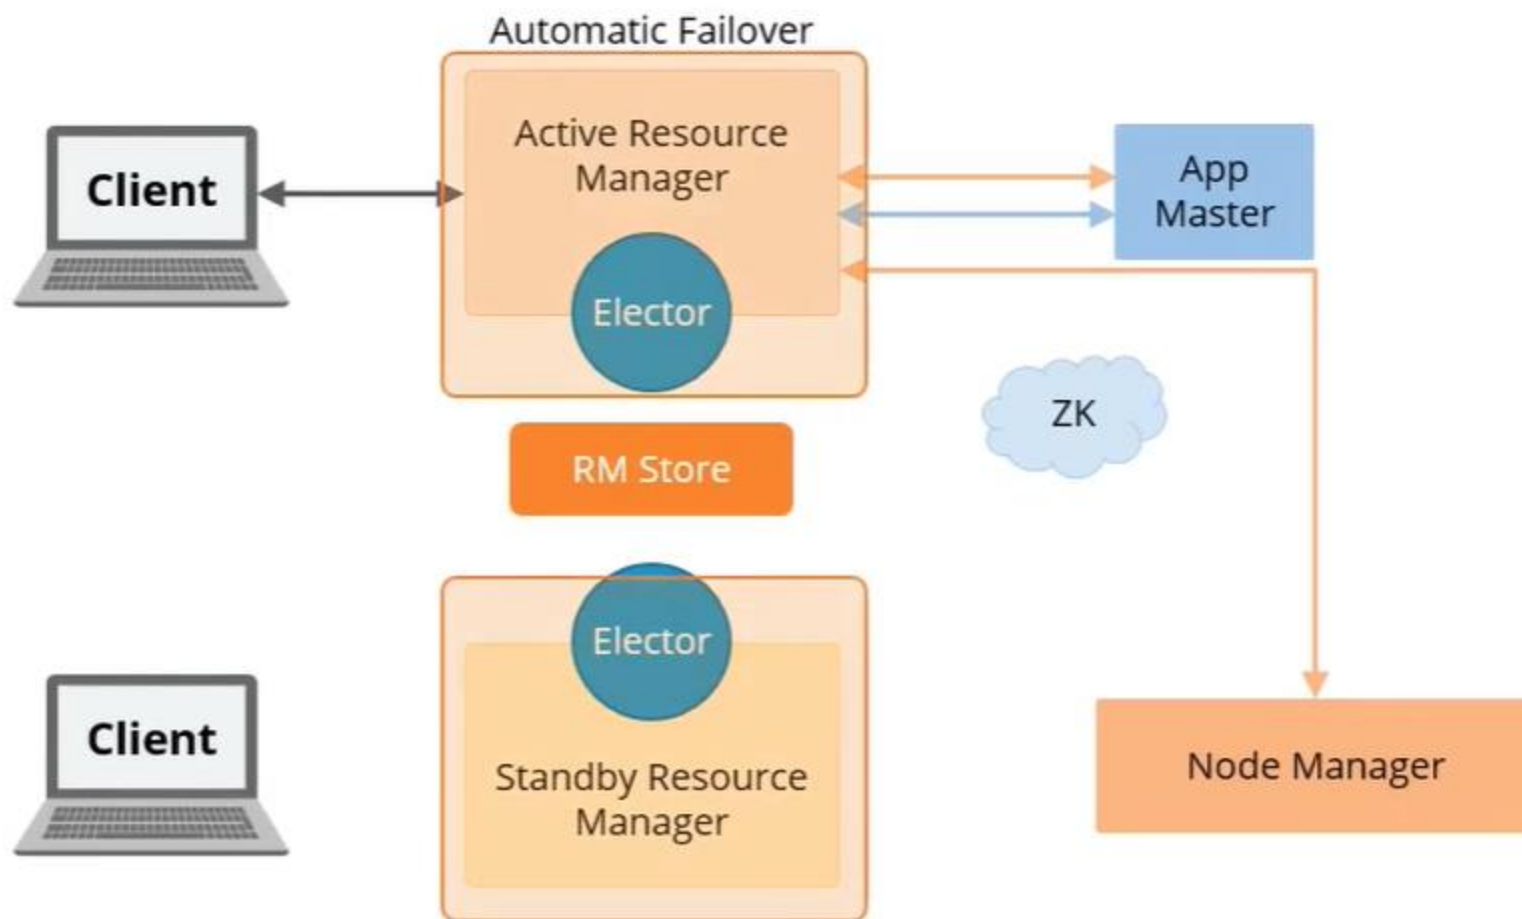 Automatic Failover
Client
Active Resource
Manager
Elector
App
Master
ZK
RM Store
Client
Elector
Standby Resource
Manager
Node Manager